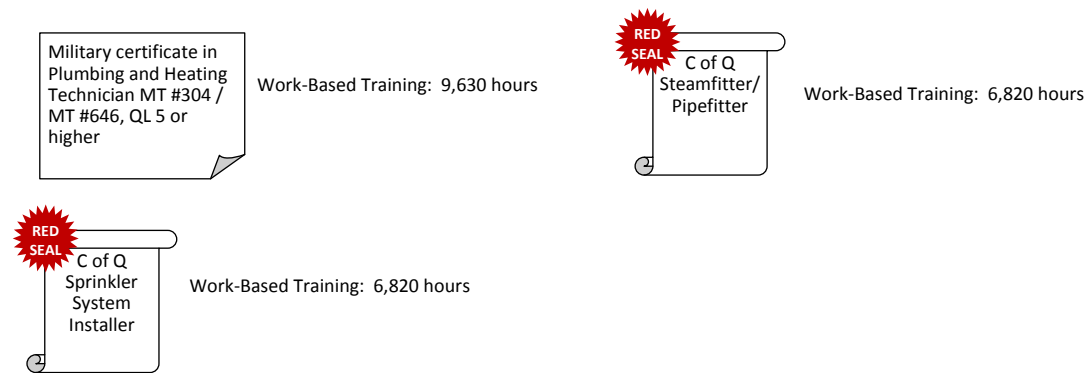 Military certificate in
Plumbing and Heating
Technician MT #304 /
MT #646, QL 5 or
higher
Work-Based Training:  9,630 hours
RED
SEAL
C of Q
Steamfitter/
Pipefitter
Work-Based Training:  6,820 hours
RED
SEAL
C of Q
Sprinkler
System
Installer
Work-Based Training:  6,820 hours